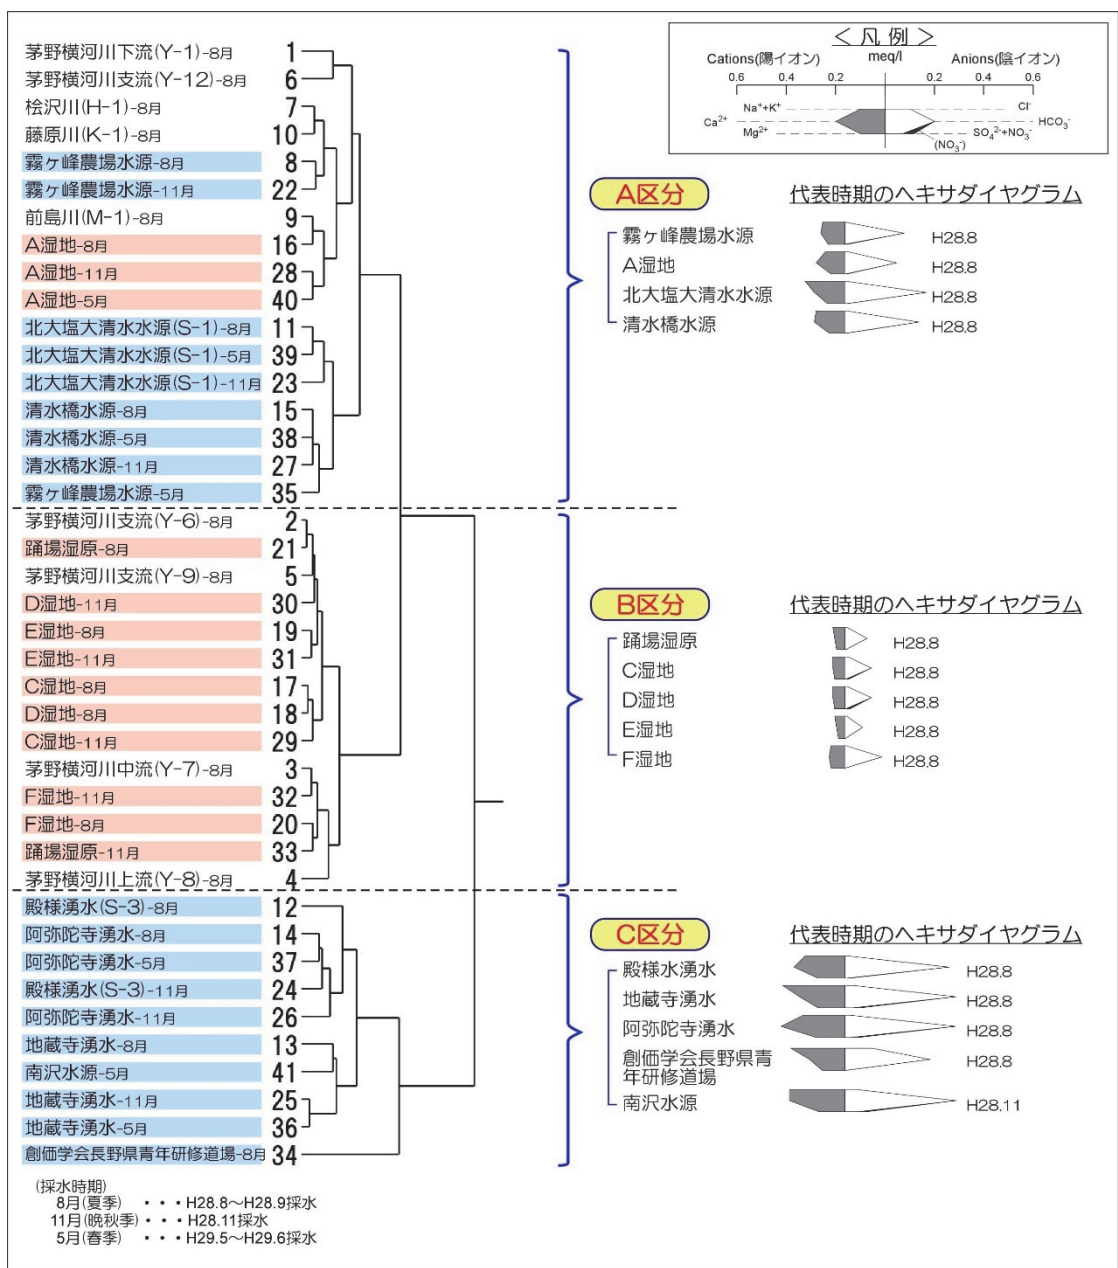 茅野横河川下流(Y-1)-8月 1
茅野横河川支流(Y-12)-8月 6
桧沢川(H-1)-8月 7
藤原川(K-1)-8月 10
霧ヶ峰農場水源-8月 8
霧ヶ峰農場水源-11月 22
前島川(M-1)-8月 9
A湿地-8月 16
A湿地-11月 28
A湿地-5月 40
北大塩大清水水源(S-1)-8月 11
北大塩大清水水源(S-1)-5月 39
北大塩大清水水源(S-1)-11月 23
清水橋水源-8月 15
清水橋水源-5月 38
清水橋水源-11月 27
霧ヶ峰農場水源-5月 35
茅野横河川支流(Y-6)-8月 2
踊場湿原-8月 21
茅野横河川支流(Y-9)-8月 5
D湿地-11月 30
E湿地-8月 19
E湿地-11月 31
C湿地-8月 17
D湿地-8月 18
C湿地-11月 29
茅野横河川中流(Y-7)-8月 3
F湿地-11月 32
F湿地-8月 20
踊場湿原-11月 33
茅野横河川上流(Y-8)-8月 4
殿様湧水(S-3)-8月 12
阿弥陀寺湧水-8月 14
阿弥陀寺湧水-5月 37
殿様湧水(S-3)-11月 24
阿弥陀寺湧水-11月 26
地蔵寺湧水-8月 13
南沢水源-5月 41
地蔵寺湧水-11月 25
地蔵寺湧水-5月 36
創価学会長野県青年研修道場-8月 34
(採水時期)
8月(夏季) ・・・H28.8～H28.9採水
11月(晩秋季)・・・H28.11採水
5月(春季) ・・・H29.5～H29.6採水
＜凡例＞
Cations(陽イオン) meq/l Anions(陰イオン)
0.6 0.4 0.2 0.2 0.4 0.6
Na⁺+K⁺ Cl⁻
Ca²⁺ HCO₃⁻
Mg²⁺ SO₄²⁻+NO₃⁻
(NO₃⁻)
A区分 代表時期のヘキサダイヤグラム
霧ヶ峰農場水源 H28.8
A湿地 H28.8
北大塩大清水水源 H28.8
清水橋水源 H28.8
B区分 代表時期のヘキサダイヤグラム
踊場湿原 H28.8
C湿地 H28.8
D湿地 H28.8
E湿地 H28.8
F湿地 H28.8
C区分 代表時期のヘキサダイヤグラム
殿様水湧水 H28.8
地蔵寺湧水 H28.8
阿弥陀寺湧水 H28.8
創価学会長野県青 H28.8
年研修道場
南沢水源 H28.11